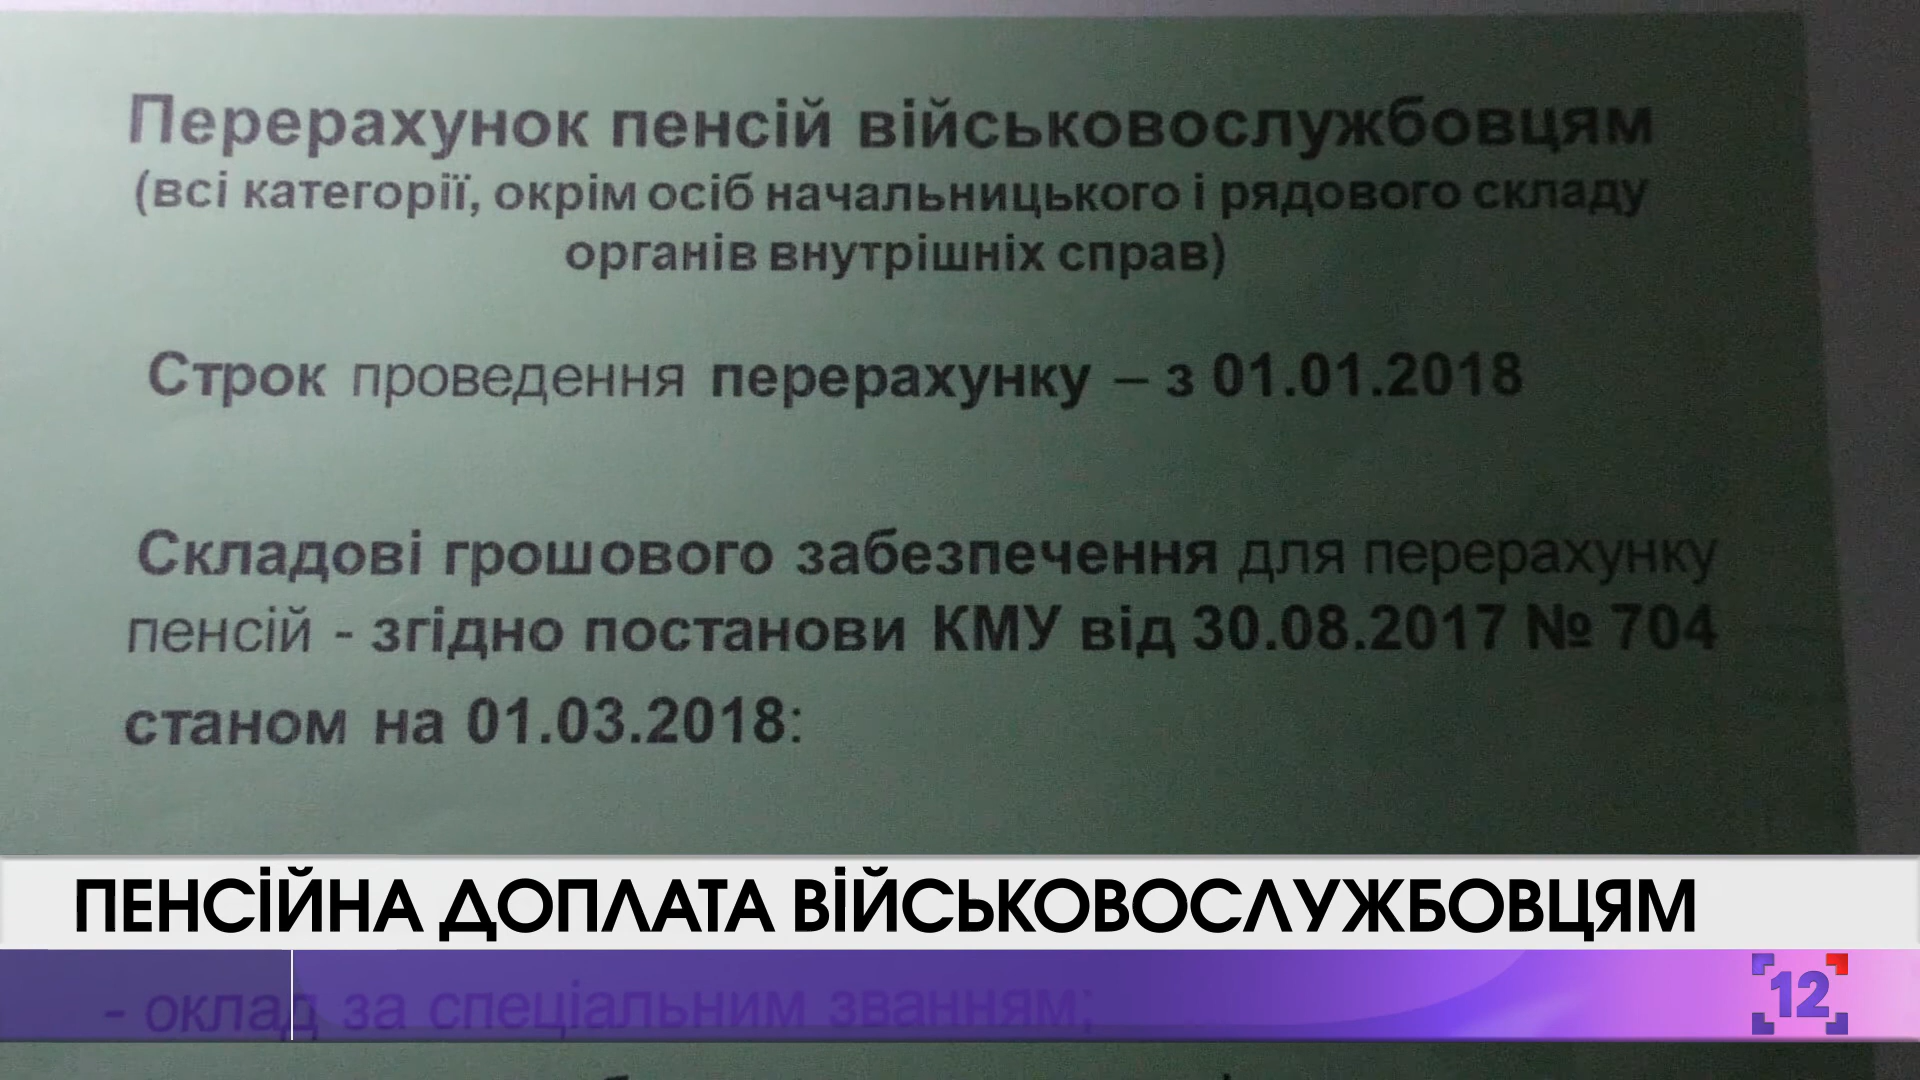 Перерахунок пенсій військовослужбовцям
(всі категорії, окрім осіб начальницького і рядового складу
органів внутрішніх справ)
Строк проведення перерахунку – з 01.01.2018
Складові грошового забезпечення для перерахунку
пенсій - згідно постанови КМУ від 30.08.2017 № 704
станом на 01.03.2018:
ПЕНСІЙНА ДОПЛАТА ВІЙСЬКОВОСЛУЖБОВЦЯМ
- оклад за спеціальним званням;
12